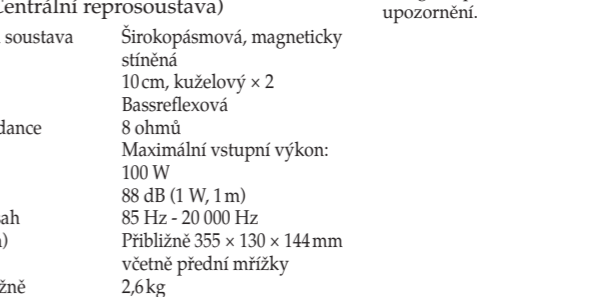 Centrální reprosoustava)
soustava Širokopásmová, magneticky
stíněná
10 cm, kuželový × 2
Bassreflexová
dance 8 ohmů
Maximální vstupní výkon:
100 W
88 dB (1 W, 1 m)
sah 85 Hz - 20 000 Hz
) Přibližně 355 × 130 × 144 mm
včetně přední mřížky
žně 2,6 kg
upozornění.